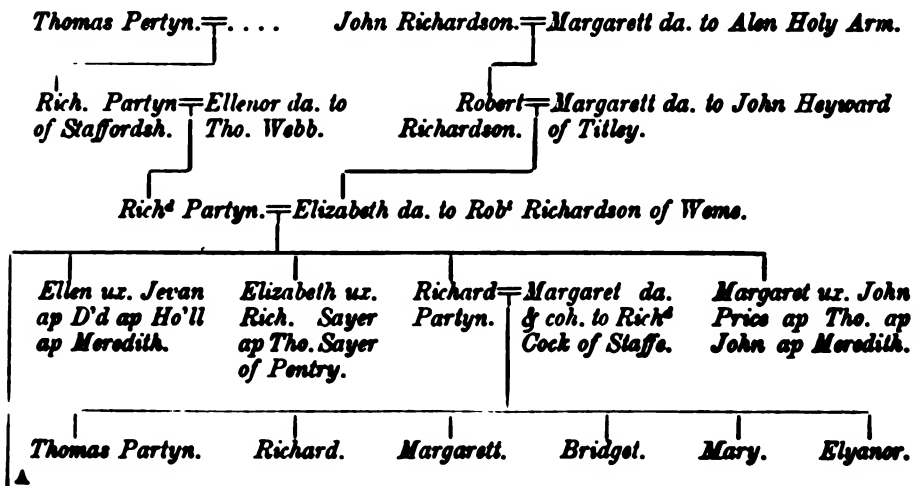 Thomas Pertyn.=.... John Richardson.=Margarett da. to Alen Holy Arm.
Rich. Partyn=Ellenor da. to Robert=Margarett da. to John Heyward
of Staffordsh. Tho. Webb. Richardson. of Titley.
Richᵈ Partyn.=Elizabeth da. to Robᵗ Richardson of Weme.
Ellen ux. Jevan Elizabeth ux. Richard=Margaret da. Margaret ux. John
ap D'd ap Ho'll Rich. Sayer Partyn. & coh. to Richᵈ Price ap Tho. ap
ap Meredith. ap Tho. Sayer Cock of Staffe. John ap Meredith.
of Pentry.
Thomas Partyn. Richard. Margarett. Bridget. Mary. Elyanor.
A